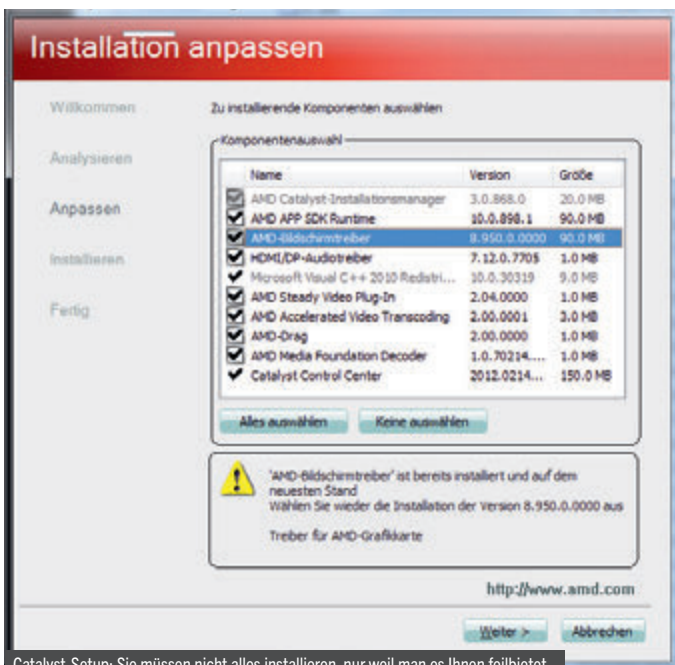 Installation anpassen
Willkommen
Analysieren
Anpassen
Installieren
Fertig
Zu installierende Komponenten auswählen
Komponentenauswahl
Name Version Größe
AMD Catalyst-Installationsmanager 3.0.868.0 20.0 MB
AMD APP SDK Runtime 10.0.898.1 90.0 MB
AMD-Bildschirmtreiber 8.950.0.0000 90.0 MB
HDMI/DP-Audiotreiber 7.12.0.7705 1.0 MB
Microsoft Visual C++ 2010 Redistri... 10.0.30319 9.0 MB
AMD Steady Video Plug-In 2.04.0000 1.0 MB
AMD Accelerated Video Transcoding 2.00.0001 2.0 MB
AMD-Drag 2.00.0000 1.0 MB
AMD Media Foundation Decoder 1.0.70214.... 1.0 MB
Catalyst Control Center 2012.0214... 150.0 MB
Alles auswählen Keine auswählen
'AMD-Bildschirmtreiber' ist bereits installiert und auf dem
neuesten Stand
Wählen Sie wieder die Installation der Version 8.950.0.0000 aus
Treiber für AMD-Grafikkarte
http://www.amd.com
Weiter > Abbrechen
Catalyst-Setup: Sie müssen nicht alles installieren, nur weil man es Ihnen feilbietet